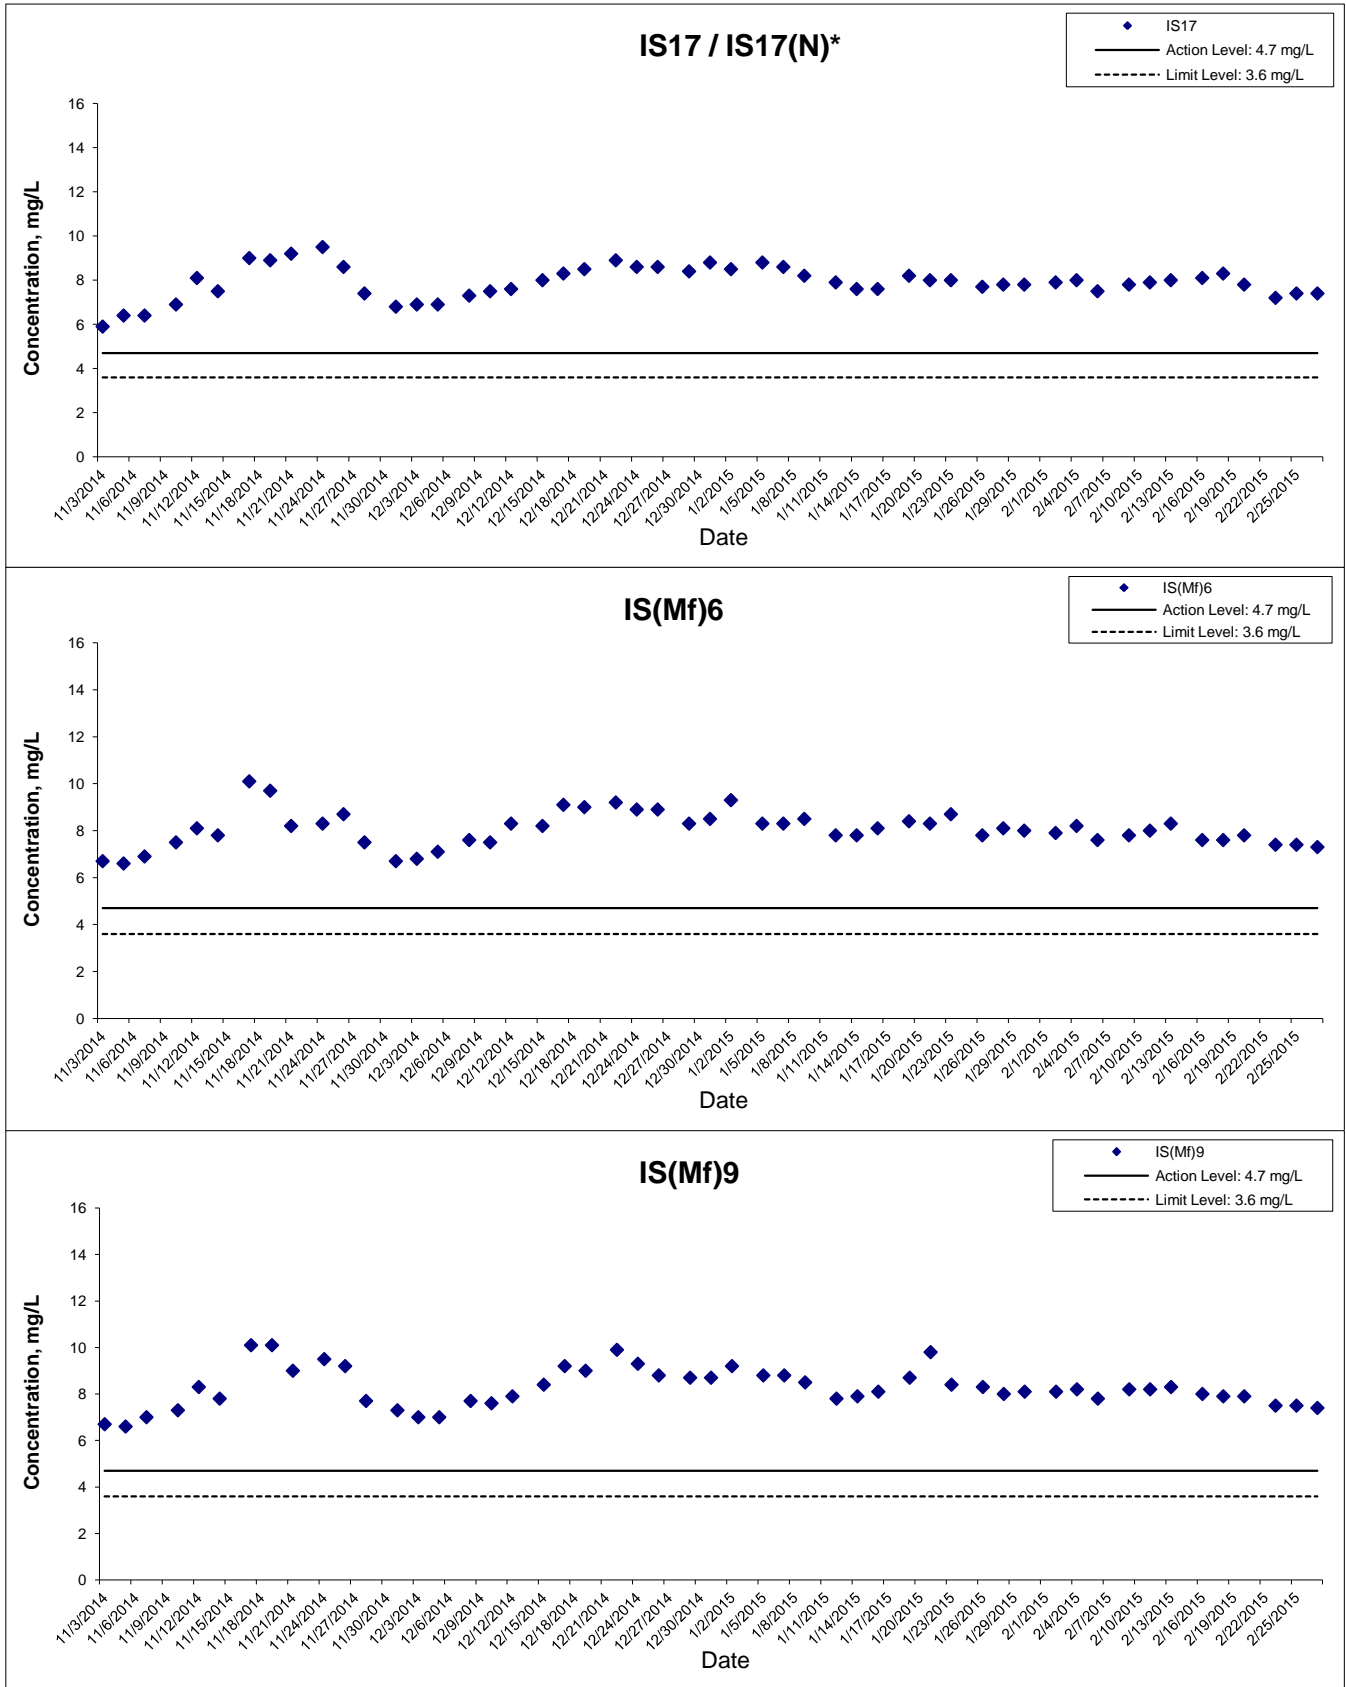 IS17 / IS17(N)*
IS17
Action Level: 4.7 mg/L
Limit Level: 3.6 mg/L
Concentration, mg/L
16
14
12
10
8
6
4
2
0
11/3/2014 11/6/2014 11/9/2014 11/12/2014 11/15/2014 11/18/2014 11/21/2014 11/24/2014 11/27/2014 11/30/2014 12/3/2014 12/6/2014 12/9/2014 12/12/2014 12/15/2014 12/18/2014 12/21/2014 12/24/2014 12/27/2014 12/30/2014 1/2/2015 1/5/2015 1/8/2015 1/11/2015 1/14/2015 1/17/2015 1/20/2015 1/23/2015 1/26/2015 1/29/2015 2/1/2015 2/4/2015 2/7/2015 2/10/2015 2/13/2015 2/16/2015 2/19/2015 2/22/2015 2/25/2015
Date
IS(Mf)6
IS(Mf)6
Action Level: 4.7 mg/L
Limit Level: 3.6 mg/L
Concentration, mg/L
16
14
12
10
8
6
4
2
0
11/3/2014 11/6/2014 11/9/2014 11/12/2014 11/15/2014 11/18/2014 11/21/2014 11/24/2014 11/27/2014 11/30/2014 12/3/2014 12/6/2014 12/9/2014 12/12/2014 12/15/2014 12/18/2014 12/21/2014 12/24/2014 12/27/2014 12/30/2014 1/2/2015 1/5/2015 1/8/2015 1/11/2015 1/14/2015 1/17/2015 1/20/2015 1/23/2015 1/26/2015 1/29/2015 2/1/2015 2/4/2015 2/7/2015 2/10/2015 2/13/2015 2/16/2015 2/19/2015 2/22/2015 2/25/2015
Date
IS(Mf)9
IS(Mf)9
Action Level: 4.7 mg/L
Limit Level: 3.6 mg/L
Concentration, mg/L
16
14
12
10
8
6
4
2
0
11/3/2014 11/6/2014 11/9/2014 11/12/2014 11/15/2014 11/18/2014 11/21/2014 11/24/2014 11/27/2014 11/30/2014 12/3/2014 12/6/2014 12/9/2014 12/12/2014 12/15/2014 12/18/2014 12/21/2014 12/24/2014 12/27/2014 12/30/2014 1/2/2015 1/5/2015 1/8/2015 1/11/2015 1/14/2015 1/17/2015 1/20/2015 1/23/2015 1/26/2015 1/29/2015 2/1/2015 2/4/2015 2/7/2015 2/10/2015 2/13/2015 2/16/2015 2/19/2015 2/22/2015 2/25/2015
Date